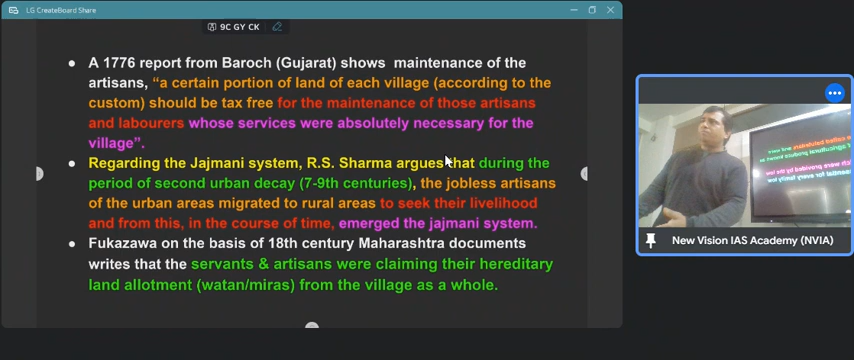 LG CreateBoard Share
9C GY CK
● A 1776 report from Baroch (Gujarat) shows maintenance of the
artisans, “a certain portion of land of each village (according to the
custom) should be tax free for the maintenance of those artisans
and labourers whose services were absolutely necessary for the
village”.
● Regarding the Jajmani system, R.S. Sharma argues that during the
period of second urban decay (7-9th centuries), the jobless artisans
of the urban areas migrated to rural areas to seek their livelihood
and from this, in the course of time, emerged the jajmani system.
● Fukazawa on the basis of 18th century Maharashtra documents
writes that the servants & artisans were claiming their hereditary
land allotment (watan/miras) from the village as a whole.
New Vision IAS Academy (NVIA)